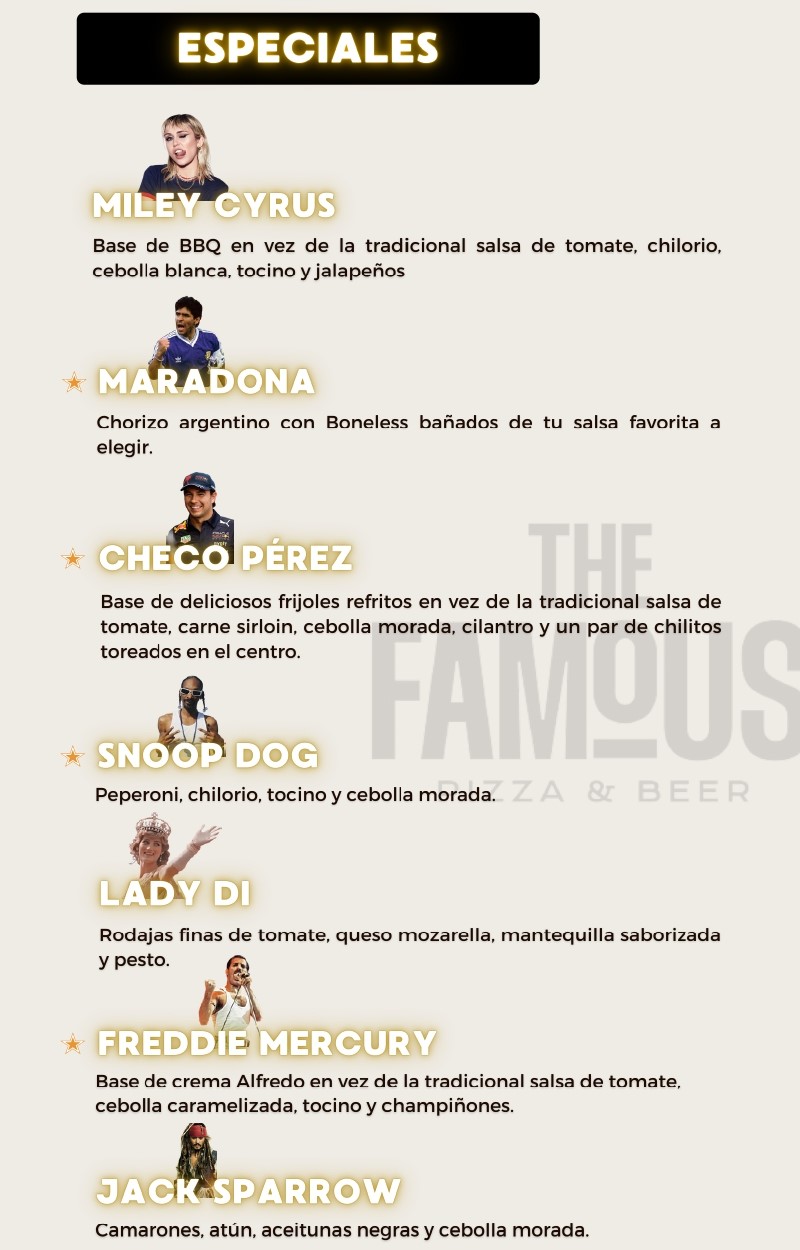 ESPECIALES
MILEY CYRUS
Base de BBQ en vez de la tradicional salsa de tomate, chilorio,
cebolla blanca, tocino y jalapeños
MARADONA
Chorizo argentino con Boneless bañados de tu salsa favorita a
elegir.
CHECO PÉREZ
Base de deliciosos frijoles refritos en vez de la tradicional salsa de
tomate, carne sirloin, cebolla morada, cilantro y un par de chilitos
toreados en el centro.
THE
FAMOUS
PIZZA & BEER
SNOOP DOG
Peperoni, chilorio, tocino y cebolla morada.
LADY DI
Rodajas finas de tomate, queso mozarella, mantequilla saborizada
y pesto.
FREDDIE MERCURY
Base de crema Alfredo en vez de la tradicional salsa de tomate,
cebolla caramelizada, tocino y champiñones.
JACK SPARROW
Camarones, atún, aceitunas negras y cebolla morada.